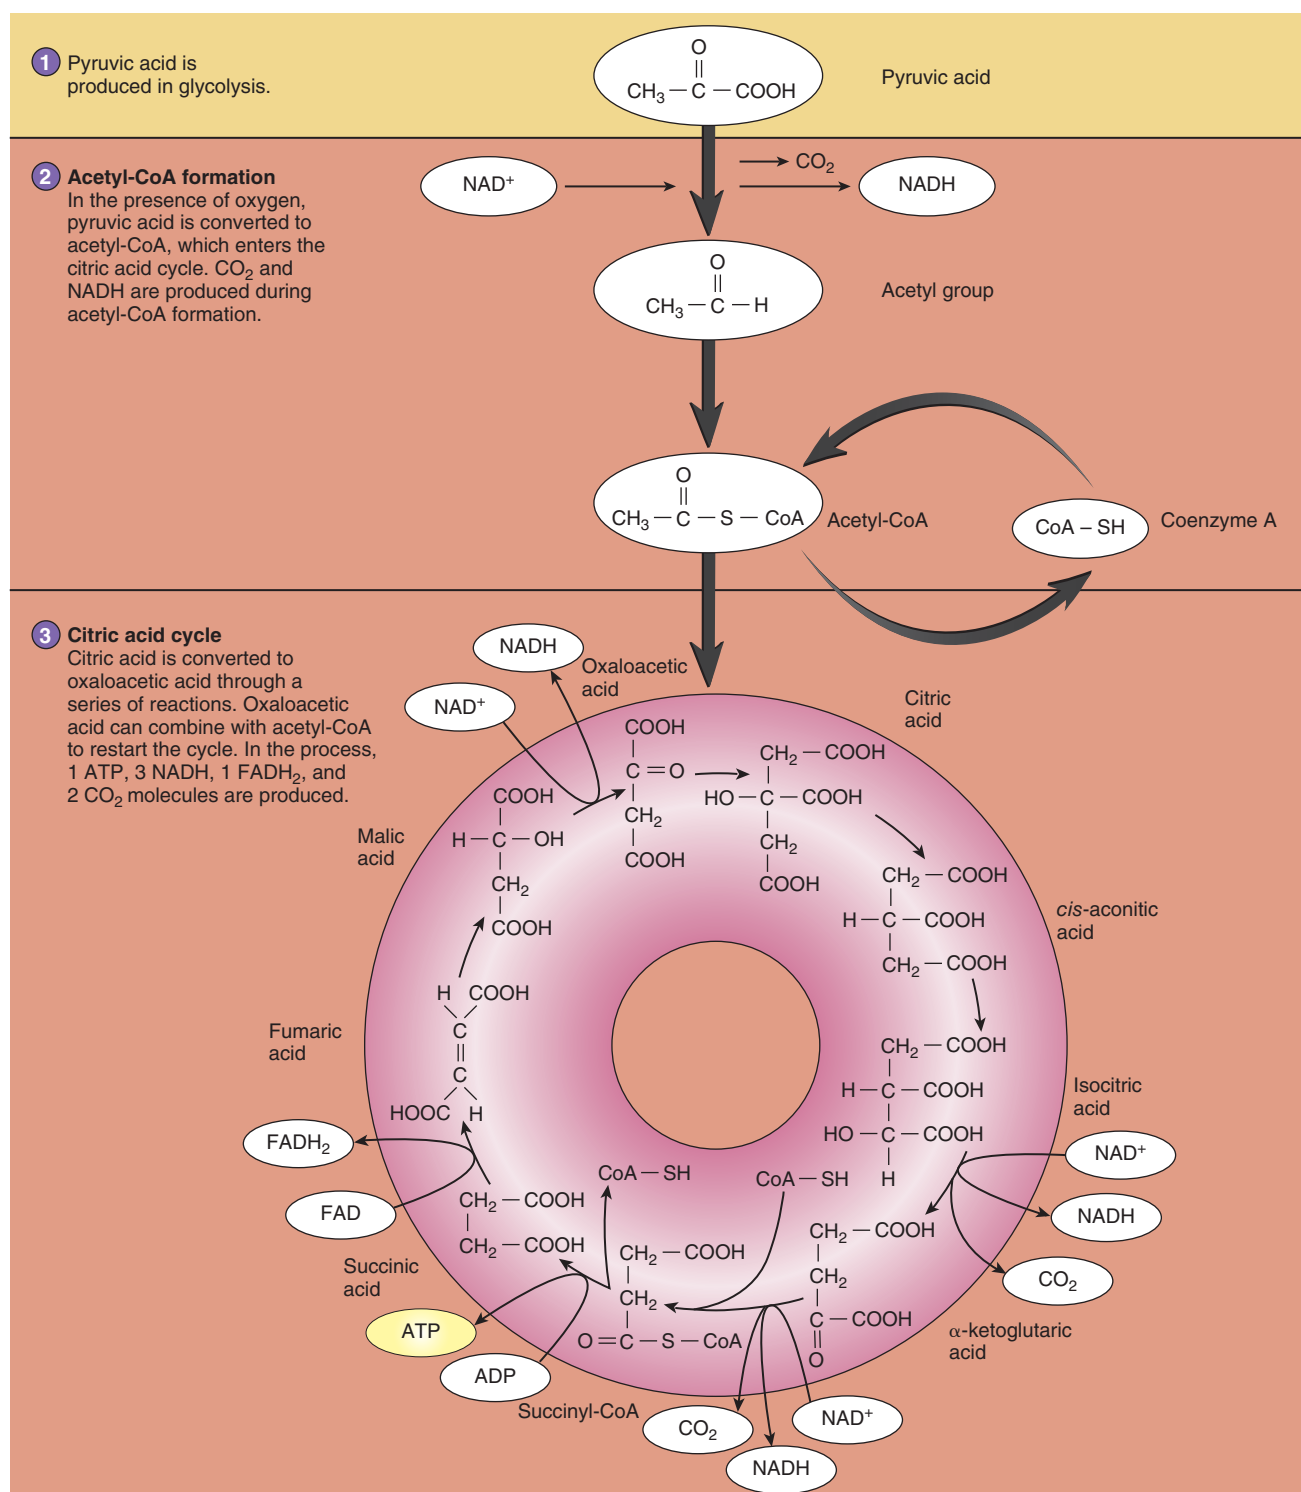 1 Pyruvic acid is
produced in glycolysis.
O
CH₃ — C — COOH
Pyruvic acid
2 Acetyl-CoA formation
In the presence of oxygen,
pyruvic acid is converted to
acetyl-CoA, which enters the
citric acid cycle. CO₂ and
NADH are produced during
acetyl-CoA formation.
NAD⁺
CO₂
NADH
O
CH₃ — C — H
Acetyl group
O
CH₃ — C — S — CoA
Acetyl-CoA
CoA – SH
Coenzyme A
3 Citric acid cycle
Citric acid is converted to
oxaloacetic acid through a
series of reactions. Oxaloacetic
acid can combine with acetyl-CoA
to restart the cycle. In the process,
1 ATP, 3 NADH, 1 FADH₂, and
2 CO₂ molecules are produced.
NADH
NAD⁺
Oxaloacetic
acid
COOH
C = O
CH₂
COOH
Citric
acid
CH₂ — COOH
HO — C — COOH
CH₂
COOH
cis-aconitic
acid
CH₂ — COOH
H — C — COOH
CH₂ — COOH
Isocitric
acid
CH₂ — COOH
H — C — COOH
HO — C — COOH
H
NAD⁺
NADH
CO₂
α-ketoglutaric
acid
CH₂ — COOH
CH₂
C — COOH
O
NAD⁺
NADH
CO₂
CoA — SH
Succinyl-CoA
CH₂ — COOH
CH₂
O = C — S — CoA
CoA — SH
ADP
ATP
Succinic
acid
CH₂ — COOH
CH₂ — COOH
FAD
FADH₂
Fumaric
acid
H COOH
C
C
HOOC H
Malic
acid
COOH
H — C — OH
CH₂
COOH